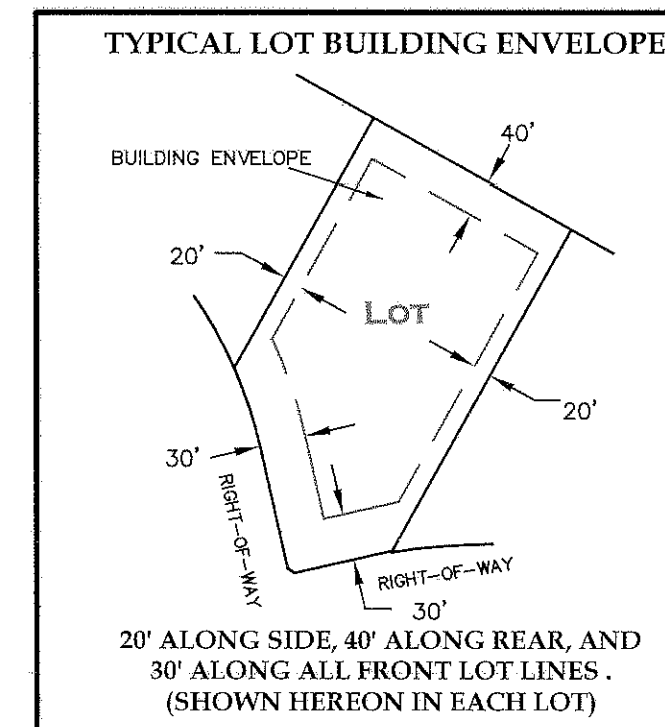 TYPICAL LOT BUILDING ENVELOPE
40'
BUILDING ENVELOPE
20'
LOT
20'
30'
RIGHT-OF-WAY
RIGHT-OF-WAY
30'
20' ALONG SIDE, 40' ALONG REAR, AND
30' ALONG ALL FRONT LOT LINES .
(SHOWN HEREON IN EACH LOT)